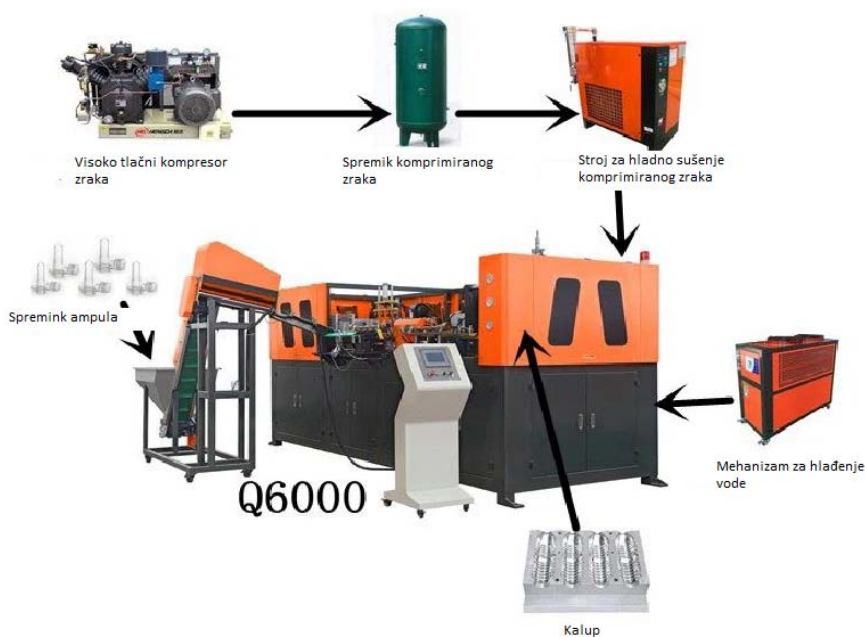 HENGDA
Visoko tlačni kompresor
zraka
Spremik komprimiranog
zraka
Stroj za hladno sušenje
komprimiranog zraka
Spremink ampula
Q6000
Mehanizam za hlađenje
vode
Kalup